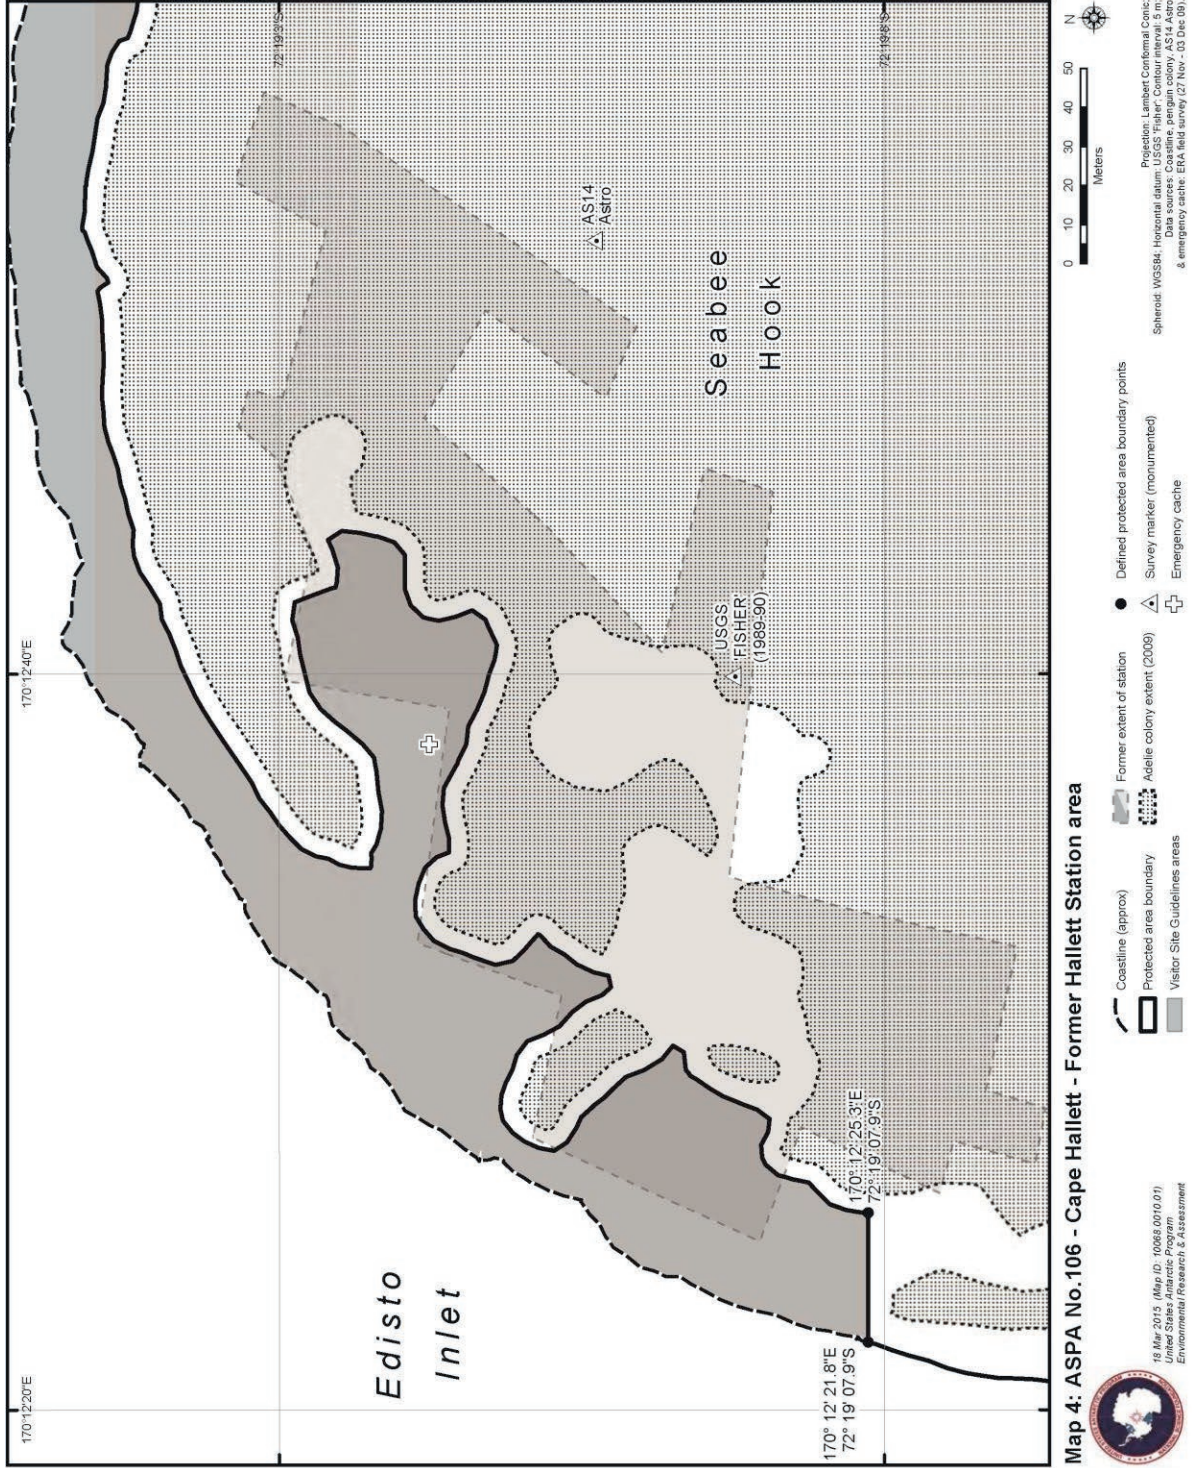 170°12'20"E
170°12'40"E
72°19'3"S
72°19'8"S
Edisto
Inlet
Seabee
Hook
AS14
Astro
USGS
'FISHER'
(1989-90)
170° 12' 21.8"E
72° 19' 07.9"S
170° 12' 25.3"E
72° 19' 07.9"S
Map 4: ASPA No.106 - Cape Hallett - Former Hallett Station area
18 Mar 2015 (Map ID: 10068.0010.01)
United States Antarctic Program
Environmental Research & Assessment
Coastline (approx)
Protected area boundary
Visitor Site Guidelines areas
Former extent of station
Adelie colony extent (2009)
Defined protected area boundary points
Survey marker (monumented)
Emergency cache
0 10 20 30 40 50
Meters
N
Projection: Lambert Conformal Conic;
Spheroid: WGS84; Horizontal datum: USGS 'Fisher'; Contour interval: 5 m;
Data sources: Coastline, penguin colony, AS14 Astro
& emergency cache: ERA field survey (27 Nov - 03 Dec 09).